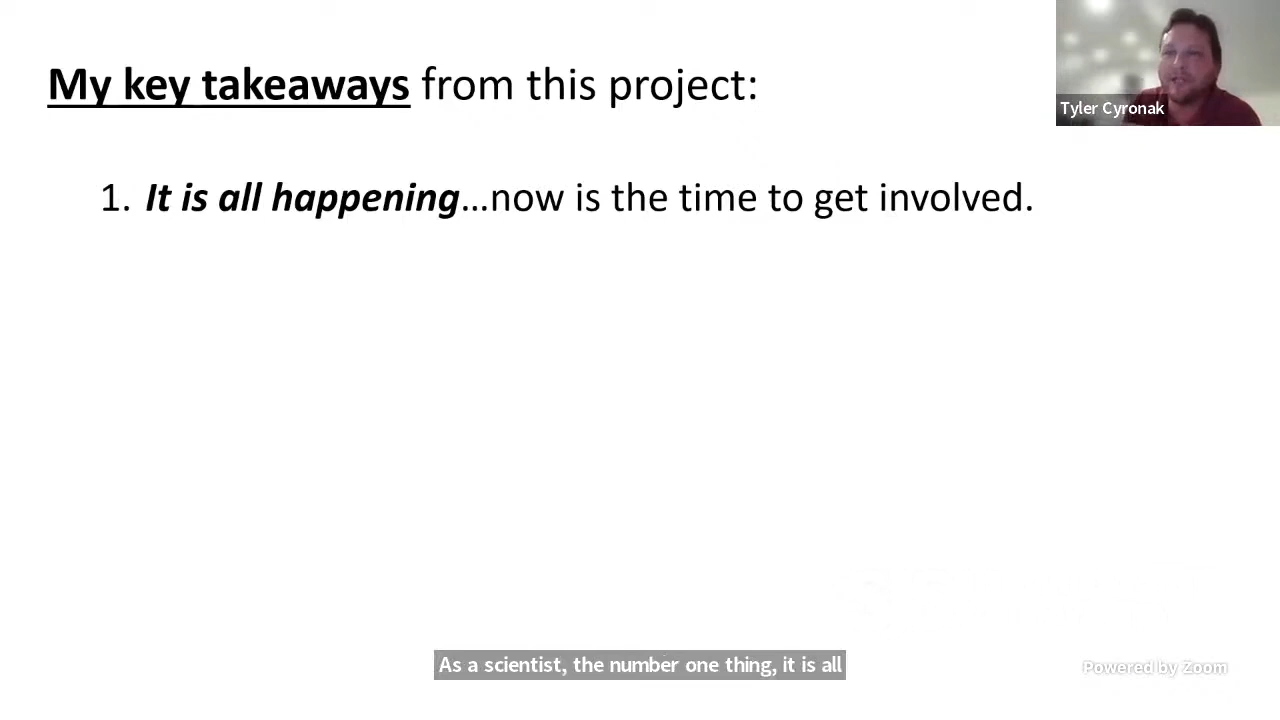 My key takeaways from this project:
Tyler Cyronak
1. It is all happening...now is the time to get involved.
As a scientist, the number one thing, it is all
Powered by Zoom